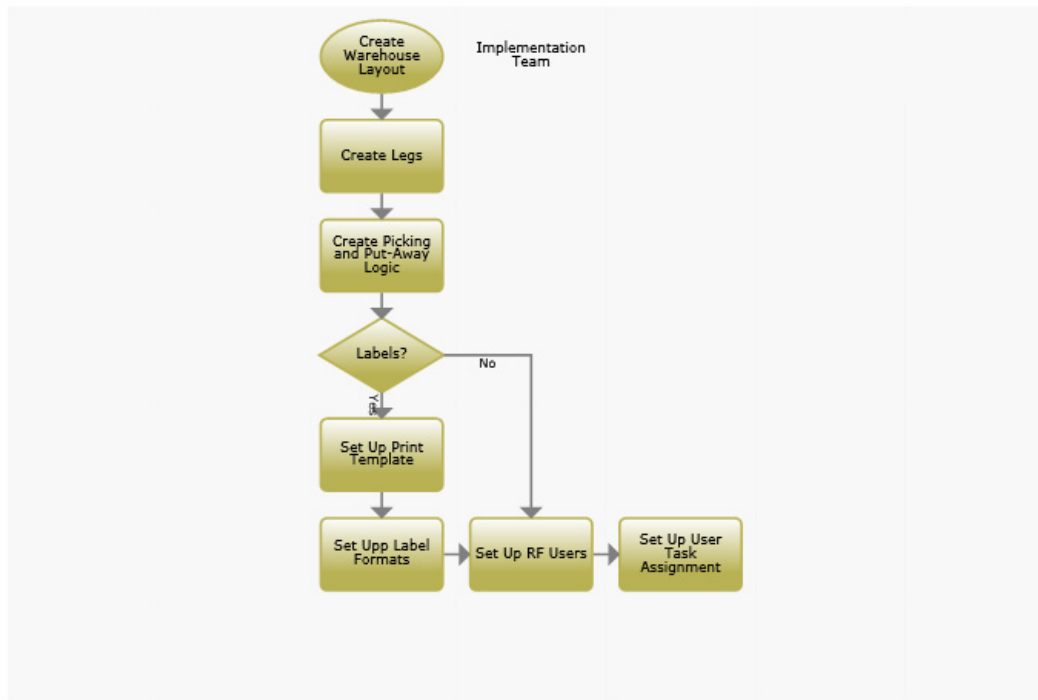 Create
Warehouse
Layout
Implementation
Team
Create Legs
Create Picking
and Put-Away
Logic
Labels?
No
Yes
Set Up Print
Template
Set Upp Label
Formats
Set Up RF Users
Set Up User
Task
Assignment